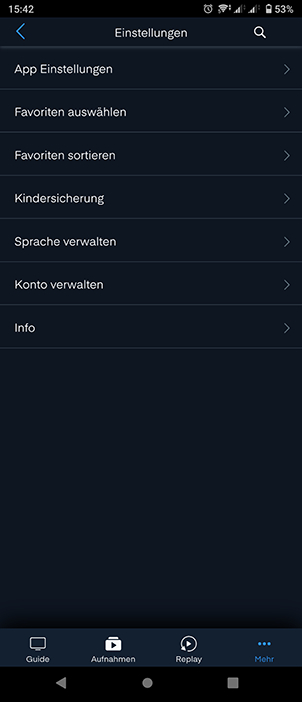 15:42
53%
Einstellungen
App Einstellungen
Favoriten auswählen
Favoriten sortieren
Kindersicherung
Sprache verwalten
Konto verwalten
Info
Guide
Aufnahmen
Replay
Mehr